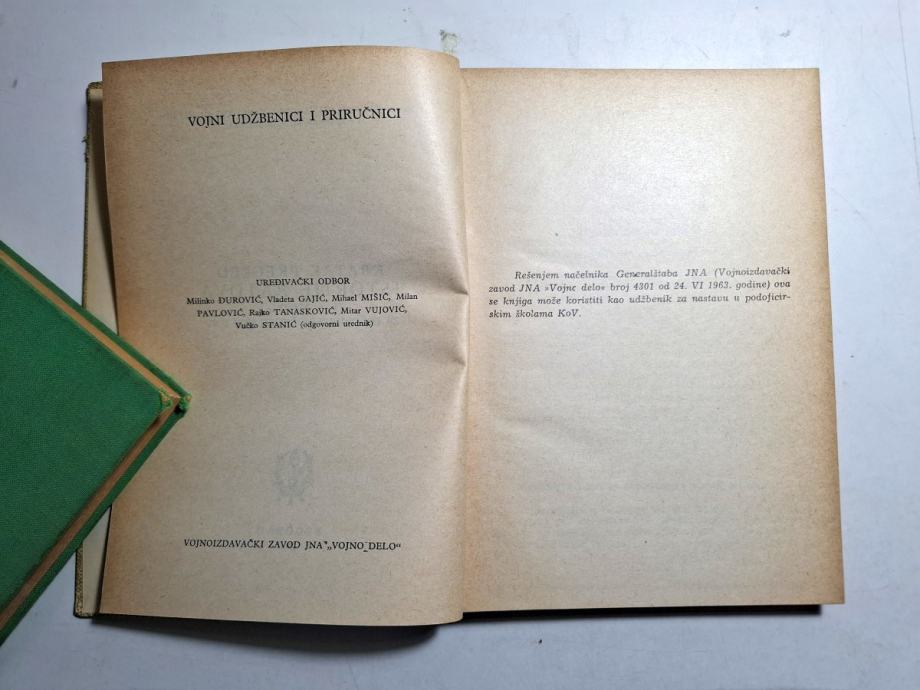 VOJNI UDŽBENICI I PRIRUČNICI
UREĐIVAČKI ODBOR
Milinko ĐUROVIĆ, Vladeta GAJIĆ, Mihael MIŠIĆ, Milan
PAVLOVIĆ, Rajko TANASKOVIĆ, Mitar VUJOVIĆ,
Vučko STANIĆ (odgovorni urednik)
VOJNOIZDAVAČKI ZAVOD JNA „VOJNO DELO“
Rešenjem načelnika Generalštaba JNA (Vojnoizdavački
zavod JNA »Vojno delo« broj 4301 od 24. VI 1963. godine) ova
se knjiga može koristiti kao udžbenik za nastavu u podoficir-
skim školama KoV.